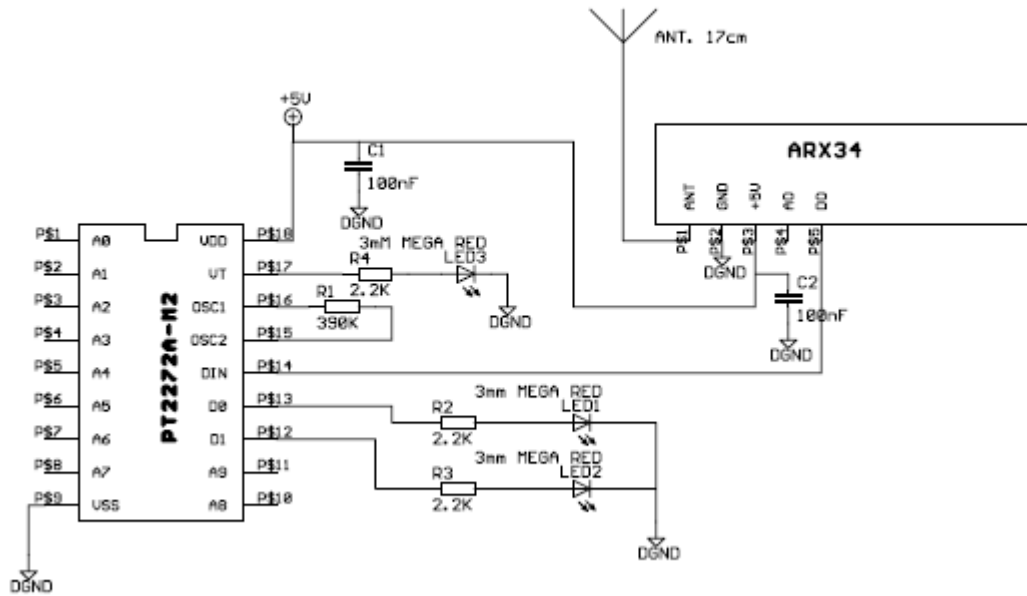 ANT. 17cm
+5V
ARX34
C1
100nF
DGND
ANT
GND
+5V
AO
DO
P$1
P$2
P$3
P$4
P$5
DGND
C2
100nF
DGND
P$1
A0
VDD
P$18
P$2
A1
VT
P$17
P$3
A2
OSC1
P$16
P$4
A3
OSC2
P$15
P$5
A4
DIN
P$14
P$6
A5
D0
P$13
P$7
A6
D1
P$12
P$8
A7
A9
P$11
P$9
VSS
A8
P$10
PT2272A-M2
DGND
3mM MEGA RED
R4
LED3
2.2K
DGND
R1
390K
3mm MEGA RED
R2
LED1
2.2K
3mm MEGA RED
R3
LED2
2.2K
DGND